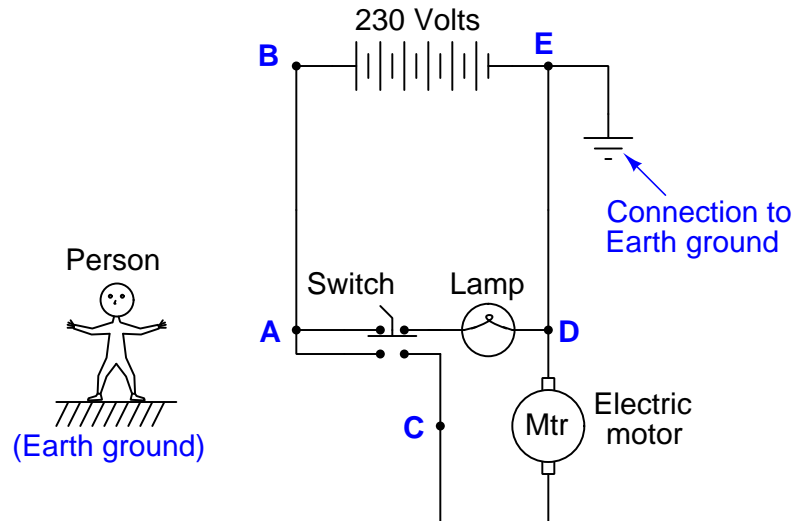 230 Volts
B
E
Connection to
Earth ground
Person
Switch
Lamp
A
D
C
Mtr
Electric
motor
(Earth ground)